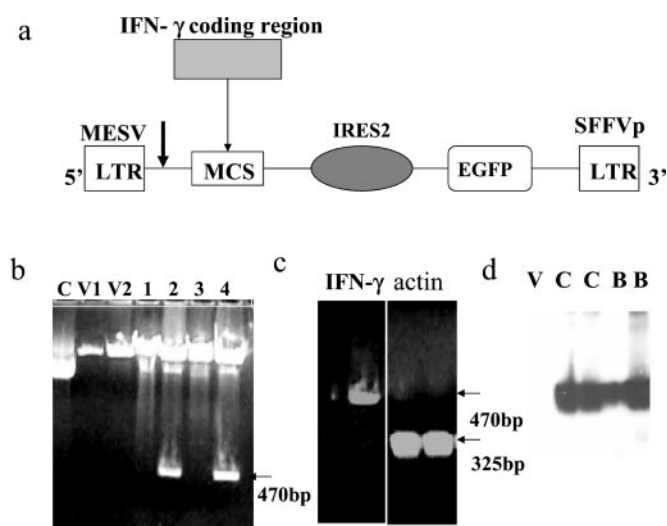 a
IFN- γ coding region
MESV
IRES2
SFFVp
5’
LTR
MCS
EGFP
LTR
3’
b
C V1 V2 1 2 3 4
470bp
c
IFN-γ actin
470bp
325bp
d
V C C B B